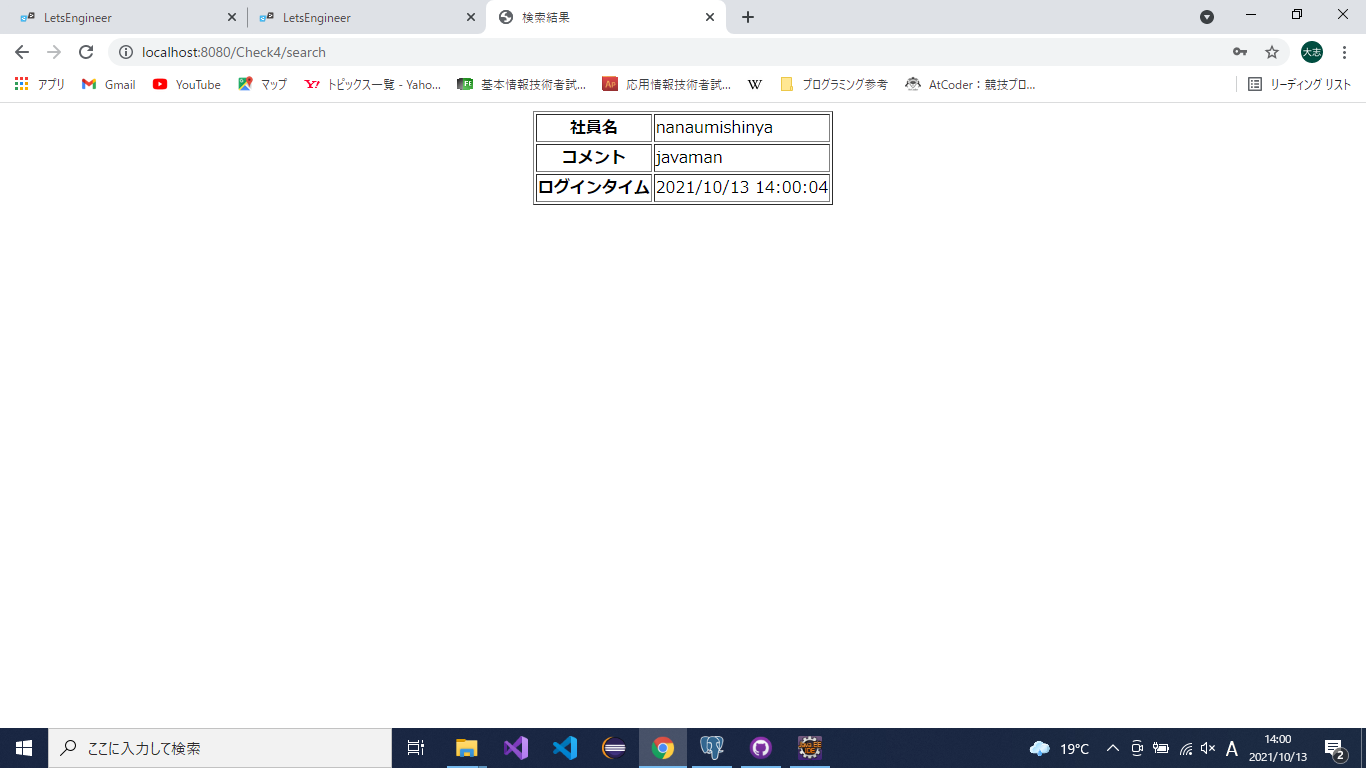 LetsEngineer
LetsEngineer
検索結果
localhost:8080/Check4/search
大志
アプリ
Gmail
YouTube
マップ
Y!
トピックス一覧 - Yaho...
FE
基本情報技術者試...
AP
応用情報技術者試...
W
プログラミング参考
AtCoder：競技プロ...
リーディング リスト
社員名 nanaumishinya
コメント javaman
ログインタイム 2021/10/13 14:00:04
ここに入力して検索
19℃
A
14:00
2021/10/13
2